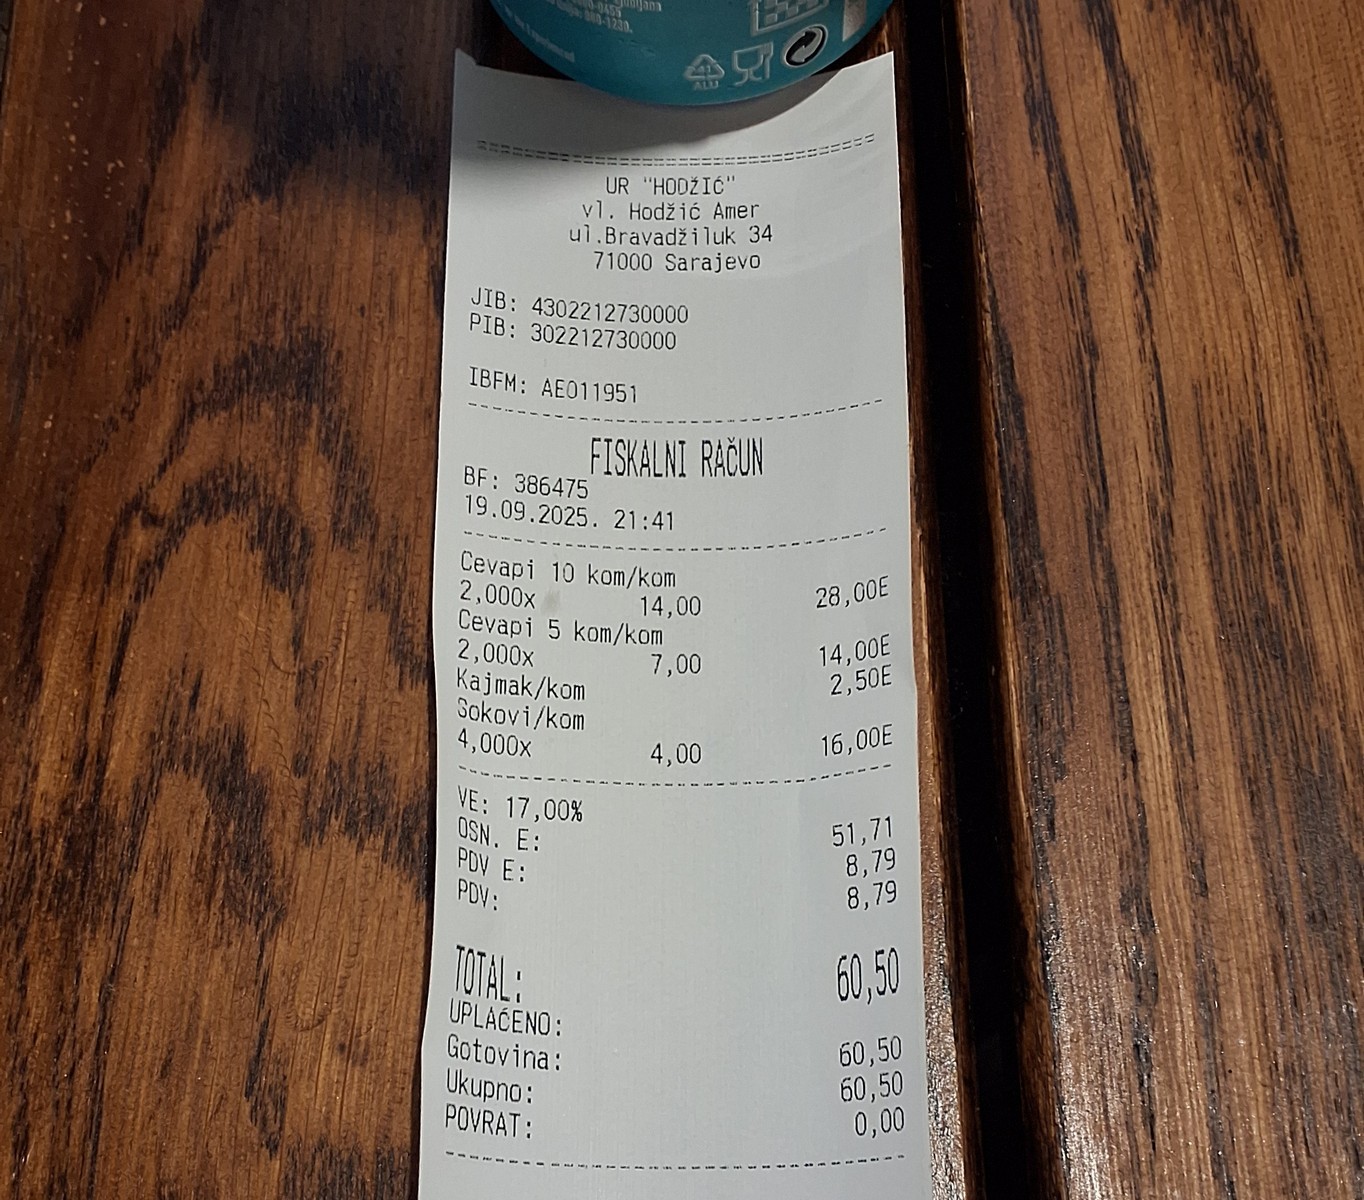 41
ALU
UR "HODŽIĆ"
vl. Hodžić Amer
ul.Bravadžiluk 34
71000 Sarajevo
JIB: 4302212730000
PIB: 302212730000
IBFM: AE011951
FISKALNI RAČUN
BF: 386475
19.09.2025. 21:41
Cevapi 10 kom/kom
2,000x 14,00 28,00E
Cevapi 5 kom/kom
2,000x 7,00 14,00E
Kajmak/kom 2,50E
Sokovi/kom
4,000x 4,00 16,00E
VE: 17,00%
OSN. E: 51,71
PDV E: 8,79
PDV: 8,79
TOTAL: 60,50
UPLAĆENO:
Gotovina: 60,50
Ukupno: 60,50
POVRAT: 0,00